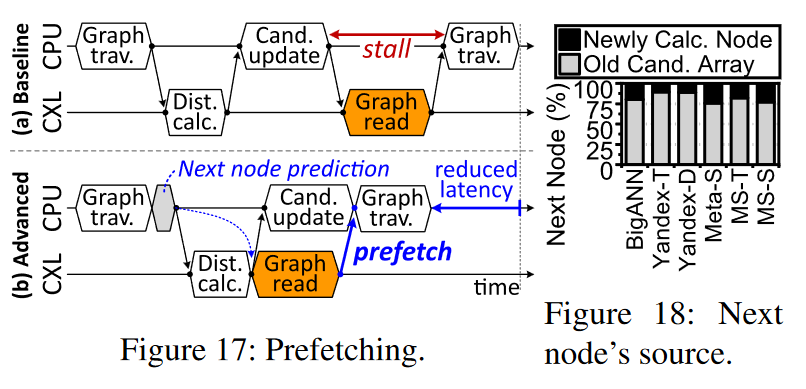 (a) Baseline
CPU
CXL
Graph
trav.
Dist.
calc.
Cand.
update
stall
Graph
read
Graph
trav.
(b) Advanced
CPU
CXL
Next node prediction
Graph
trav.
Dist.
calc.
Graph
read
Cand.
update
Graph
trav.
prefetch
reduced
latency
time
Figure 17: Prefetching.
Newly Calc. Node
Old Cand. Array
Next Node (%)
100
75
50
25
0
BigANN
Yandex-T
Yandex-D
Meta-S
MS-T
MS-S
Figure 18: Next
node's source.